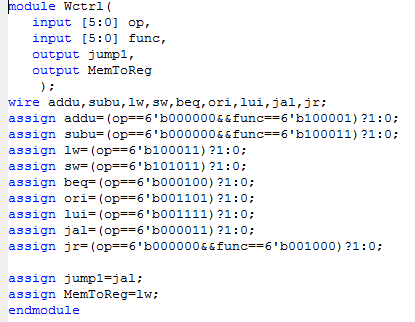 module Wctrl(
input [5:0] op,
input [5:0] func,
output jump1,
output MemToReg
);
wire addu,subu,lw,sw,beq,ori,lui,jal,jr;
assign addu=(op==6'b000000&&func==6'b100001)?1:0;
assign subu=(op==6'b000000&&func==6'b100011)?1:0;
assign lw=(op==6'b100011)?1:0;
assign sw=(op==6'b101011)?1:0;
assign beq=(op==6'b000100)?1:0;
assign ori=(op==6'b001101)?1:0;
assign lui=(op==6'b001111)?1:0;
assign jal=(op==6'b000011)?1:0;
assign jr=(op==6'b000000&&func==6'b001000)?1:0;
assign jump1=jal;
assign MemToReg=lw;
endmodule